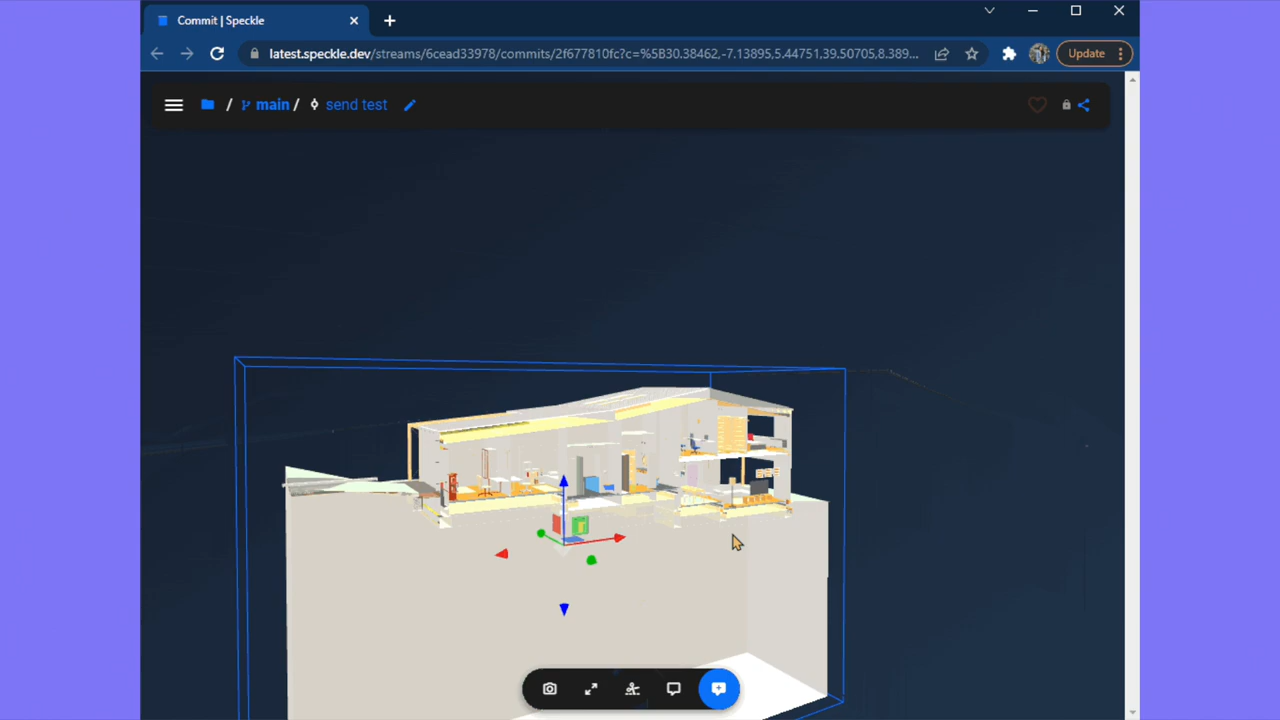 Commit | Speckle
latest.speckle.dev/streams/6cead33978/commits/2f677810fc?c=%5B30.38462,-7.13895,5.44751,39.50705,8.389...
Update
/ main / send test